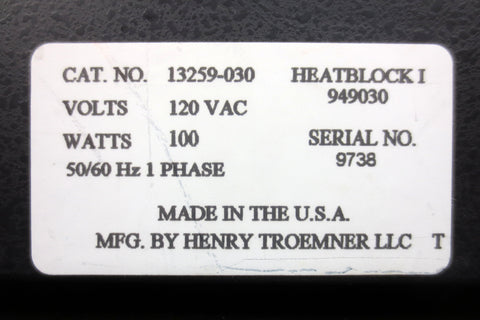 CAT. NO. 13259-030 HEATBLOCK I
949030
VOLTS 120 VAC
WATTS 100 SERIAL NO.
9738
50/60 Hz 1 PHASE
MADE IN THE U.S.A.
MFG. BY HENRY TROEMNER LLC T